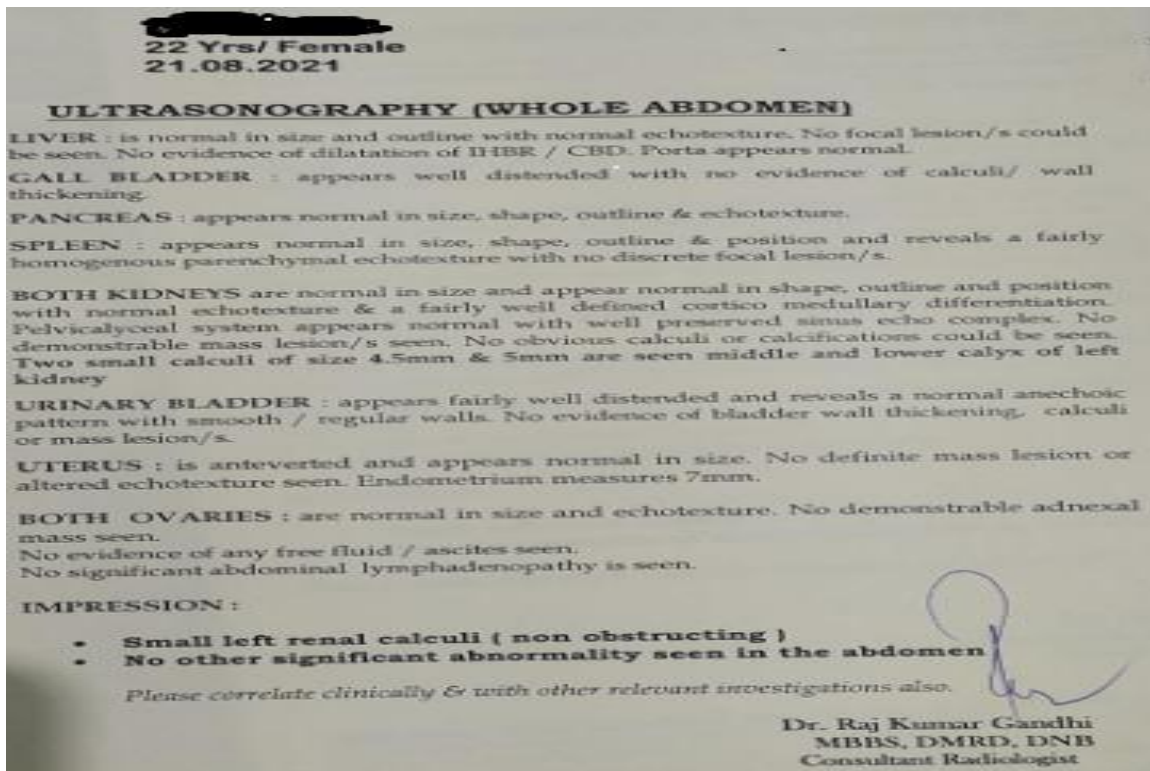 22 Yrs/ Female
21.08.2021
ULTRASONOGRAPHY (WHOLE ABDOMEN)
LIVER : is normal in size and outline with normal echotexture. No focal lesion/s could
be seen. No evidence of dilatation of IHBR / CBD. Porta appears normal.
GALL BLADDER : appears well distended with no evidence of calculi/ wall
thickening.
PANCREAS : appears normal in size, shape, outline & echotexture.
SPLEEN : appears normal in size, shape, outline & position and reveals a fairly
homogenous parenchymal echotexture with no discrete focal lesion/s.
BOTH KIDNEYS are normal in size and appear normal in shape, outline and position
with normal echotexture & a fairly well defined cortico medullary differentiation.
Pelvicalyceal system appears normal with well preserved sinus echo complex. No
demonstrable mass lesion/s seen. No obvious calculi or calcifications could be seen.
Two small calculi of size 4.5mm & 5mm are seen middle and lower calyx of left
kidney
URINARY BLADDER : appears fairly well distended and reveals a normal anechoic
pattern with smooth / regular walls. No evidence of bladder wall thickening, calculi
or mass lesion/s.
UTERUS : is anteverted and appears normal in size. No definite mass lesion or
altered echotexture seen. Endometrium measures 7mm.
BOTH OVARIES : are normal in size and echotexture. No demonstrable adnexal
mass seen.
No evidence of any free fluid / ascites seen.
No significant abdominal lymphadenopathy is seen.
IMPRESSION :
• Small left renal calculi ( non obstructing )
• No other significant abnormality seen in the abdomen
Please correlate clinically & with other relevant investigations also.
Dr. Raj Kumar Gandhi
MBBS, DMRD, DNB
Consultant Radiologist